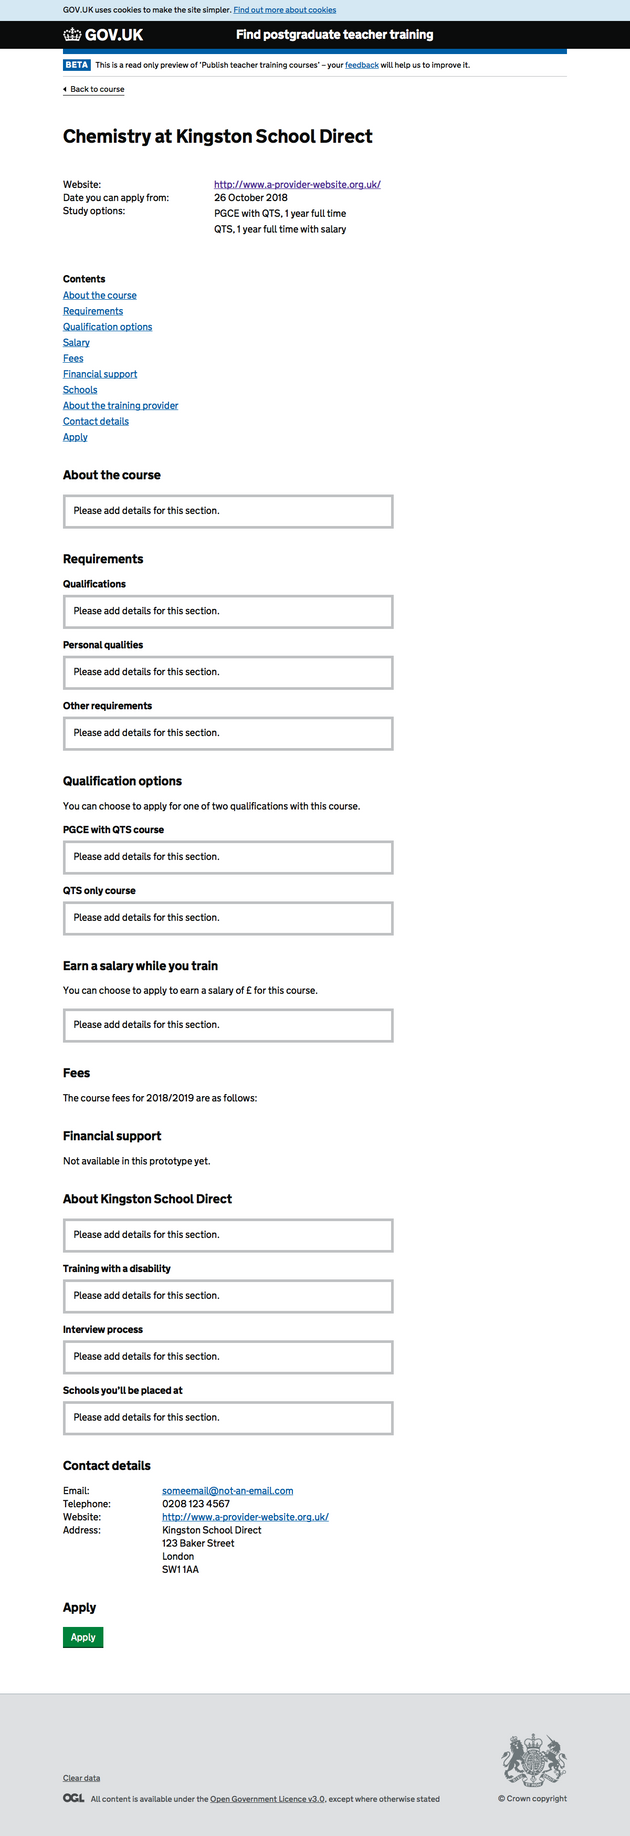 GOV.UK uses cookies to make the site simpler. Find out more about cookies
GOV.UK
Find postgraduate teacher training
BETA This is a read only preview of 'Publish teacher training courses' – your feedback will help us to improve it.
Back to course
Chemistry at Kingston School Direct
Website: http://www.a-provider-website.org.uk/
Date you can apply from: 26 October 2018
Study options: PGCE with QTS, 1 year full time
QTS, 1 year full time with salary
Contents
About the course
Requirements
Qualification options
Salary
Fees
Financial support
Schools
About the training provider
Contact details
Apply
About the course
Please add details for this section.
Requirements
Qualifications
Please add details for this section.
Personal qualities
Please add details for this section.
Other requirements
Please add details for this section.
Qualification options
You can choose to apply for one of two qualifications with this course.
PGCE with QTS course
Please add details for this section.
QTS only course
Please add details for this section.
Earn a salary while you train
You can choose to apply to earn a salary of £ for this course.
Please add details for this section.
Fees
The course fees for 2018/2019 are as follows:
Financial support
Not available in this prototype yet.
About Kingston School Direct
Please add details for this section.
Training with a disability
Please add details for this section.
Interview process
Please add details for this section.
Schools you'll be placed at
Please add details for this section.
Contact details
Email: someemail@not-an-email.com
Telephone: 0208 123 4567
Website: http://www.a-provider-website.org.uk/
Address: Kingston School Direct
123 Baker Street
London
SW1 1AA
Apply
Apply
Clear data
OGL All content is available under the Open Government Licence v3.0, except where otherwise stated
© Crown copyright